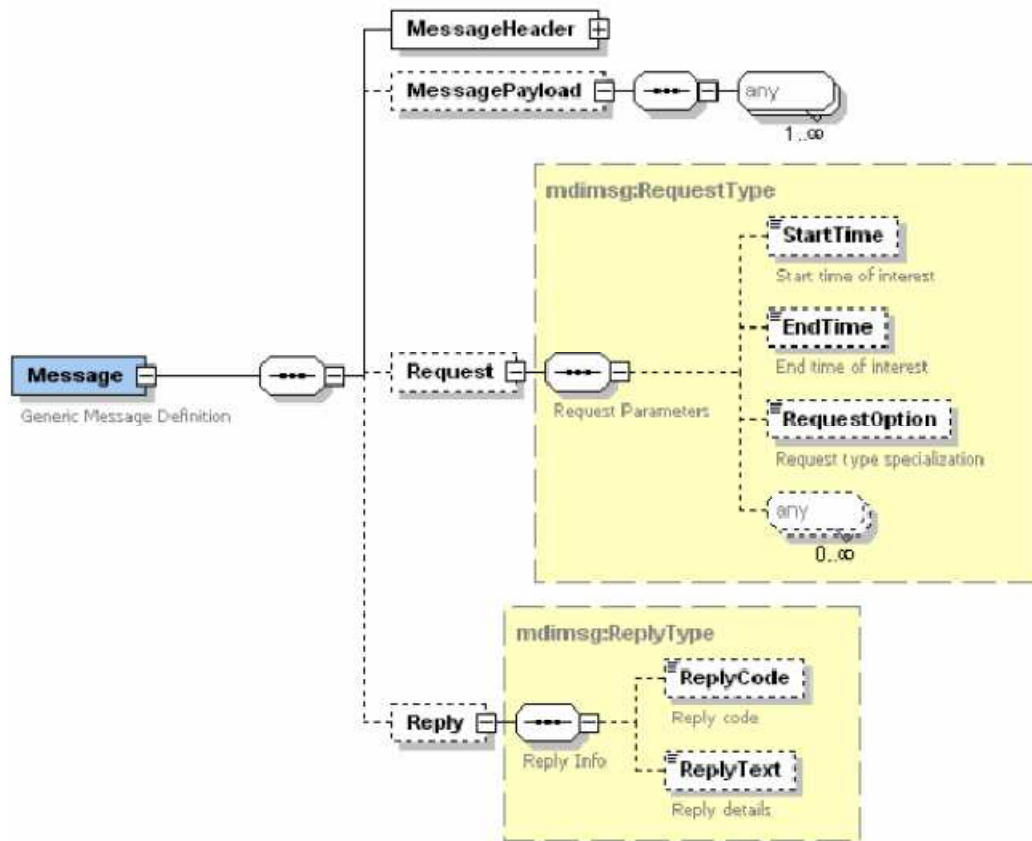 MessageHeader
MessagePayload
any
1..∞
mdimsg:RequestType
StartTime
Start time of interest
EndTime
End time of interest
Message
Generic Message Definition
Request
Request Parameters
RequestOption
Request type specialization
any
0..∞
mdimsg:ReplyType
ReplyCode
Reply code
Reply
Reply Info
ReplyText
Reply details